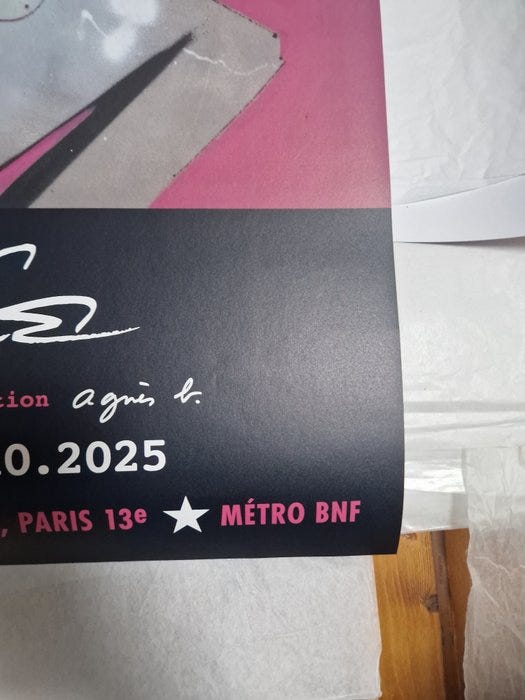 tion agnès b.
10.2025
, PARIS 13e ★ MÉTRO BNF